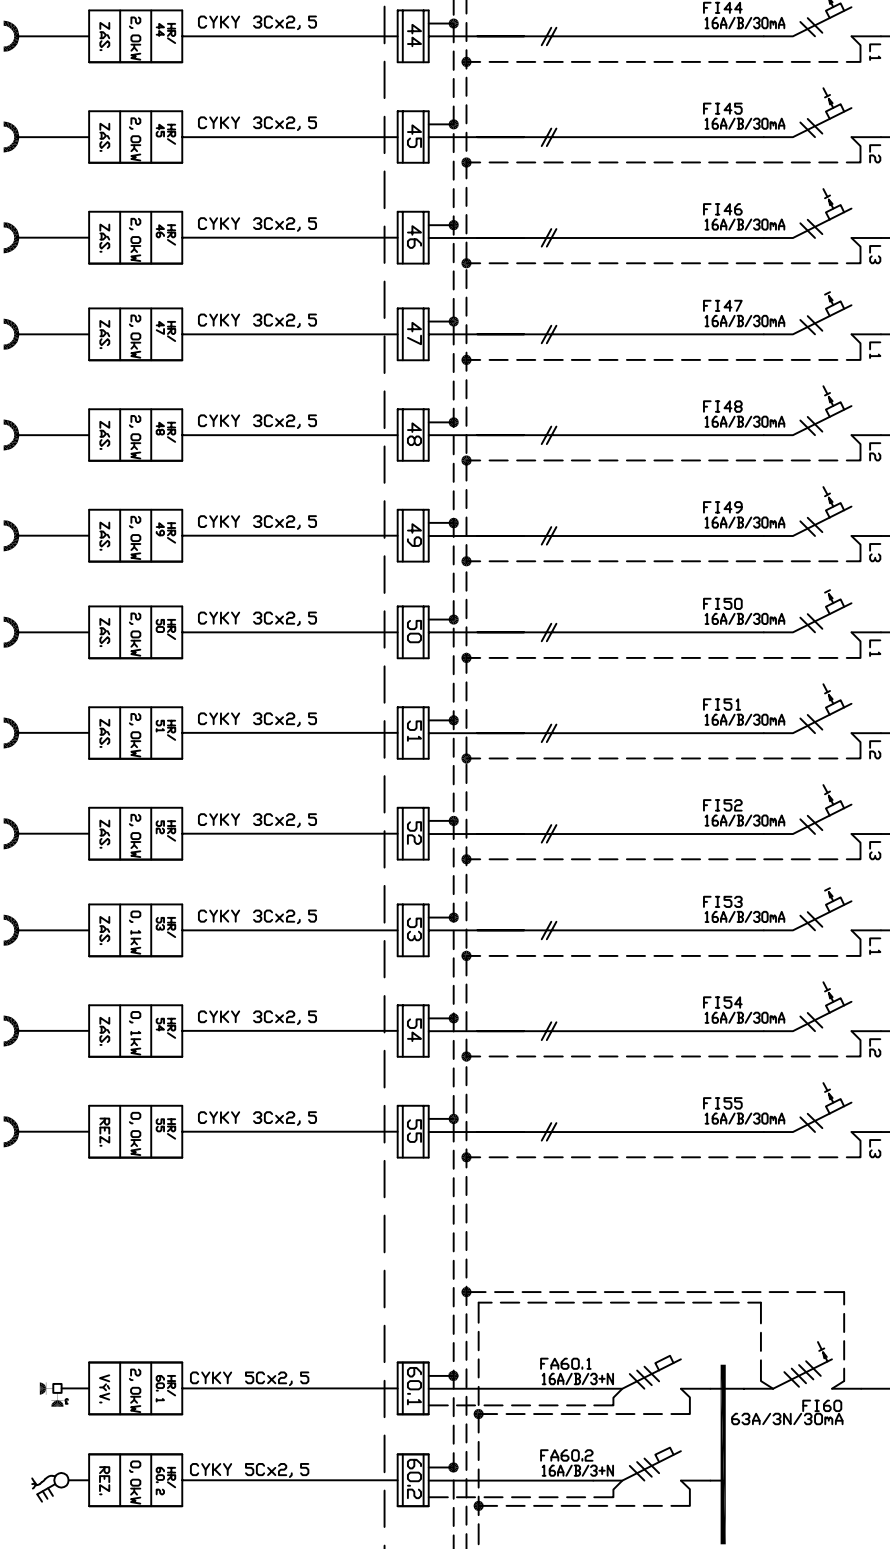 FI44
16A/B/30mA
CYKY 3Cx2,5
44
HR/
44
2,0kW
ZÁS.
L1
FI45
16A/B/30mA
CYKY 3Cx2,5
45
HR/
45
2,0kW
ZÁS.
L2
FI46
16A/B/30mA
CYKY 3Cx2,5
46
HR/
46
2,0kW
ZÁS.
L3
FI47
16A/B/30mA
CYKY 3Cx2,5
47
HR/
47
2,0kW
ZÁS.
L1
FI48
16A/B/30mA
CYKY 3Cx2,5
48
HR/
48
2,0kW
ZÁS.
L2
FI49
16A/B/30mA
CYKY 3Cx2,5
49
HR/
49
2,0kW
ZÁS.
L3
FI50
16A/B/30mA
CYKY 3Cx2,5
50
HR/
50
2,0kW
ZÁS.
L1
FI51
16A/B/30mA
CYKY 3Cx2,5
51
HR/
51
2,0kW
ZÁS.
L2
FI52
16A/B/30mA
CYKY 3Cx2,5
52
HR/
52
2,0kW
ZÁS.
L3
FI53
16A/B/30mA
CYKY 3Cx2,5
53
HR/
53
0,1kW
ZÁS.
L1
FI54
16A/B/30mA
CYKY 3Cx2,5
54
HR/
54
0,1kW
ZÁS.
L2
FI55
16A/B/30mA
CYKY 3Cx2,5
55
HR/
55
0,0kW
REZ.
L3
FA60.1
16A/B/3+N
CYKY 5Cx2,5
60.1
HR/
60.1
2,0kW
VÝV.
3
FI60
63A/3N/30mA
FA60.2
16A/B/3+N
CYKY 5Cx2,5
60.2
HR/
60.2
0,0kW
REZ.